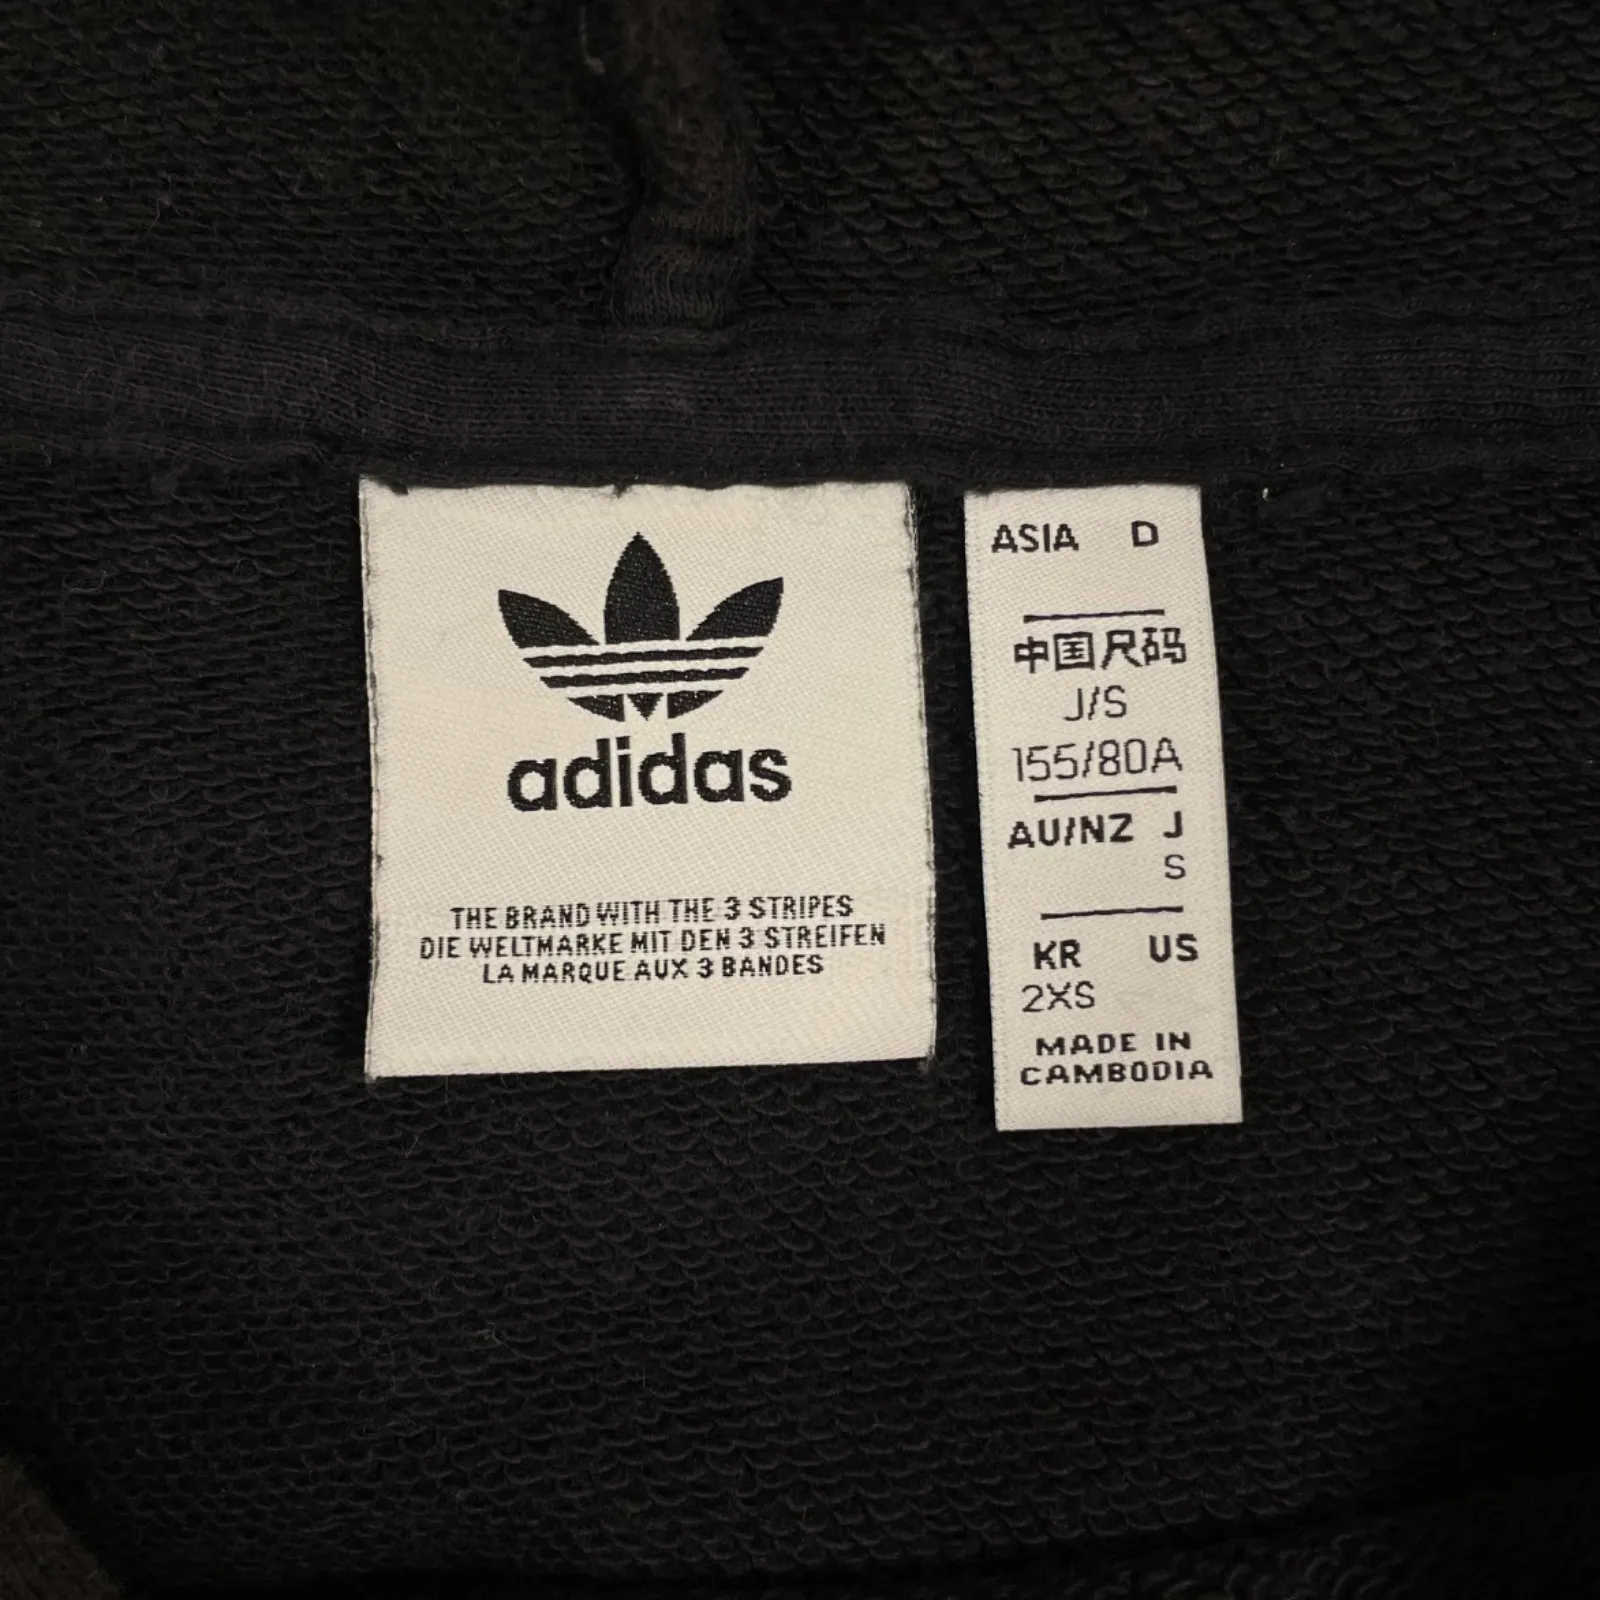 adidas
THE BRAND WITH THE 3 STRIPES
DIE WELTMARKE MIT DEN 3 STREIFEN
LA MARQUE AUX 3 BANDES
ASIA D
中国尺码
J/S
155/80A
AU/NZ J
S
KR US
2XS
MADE IN
CAMBODIA